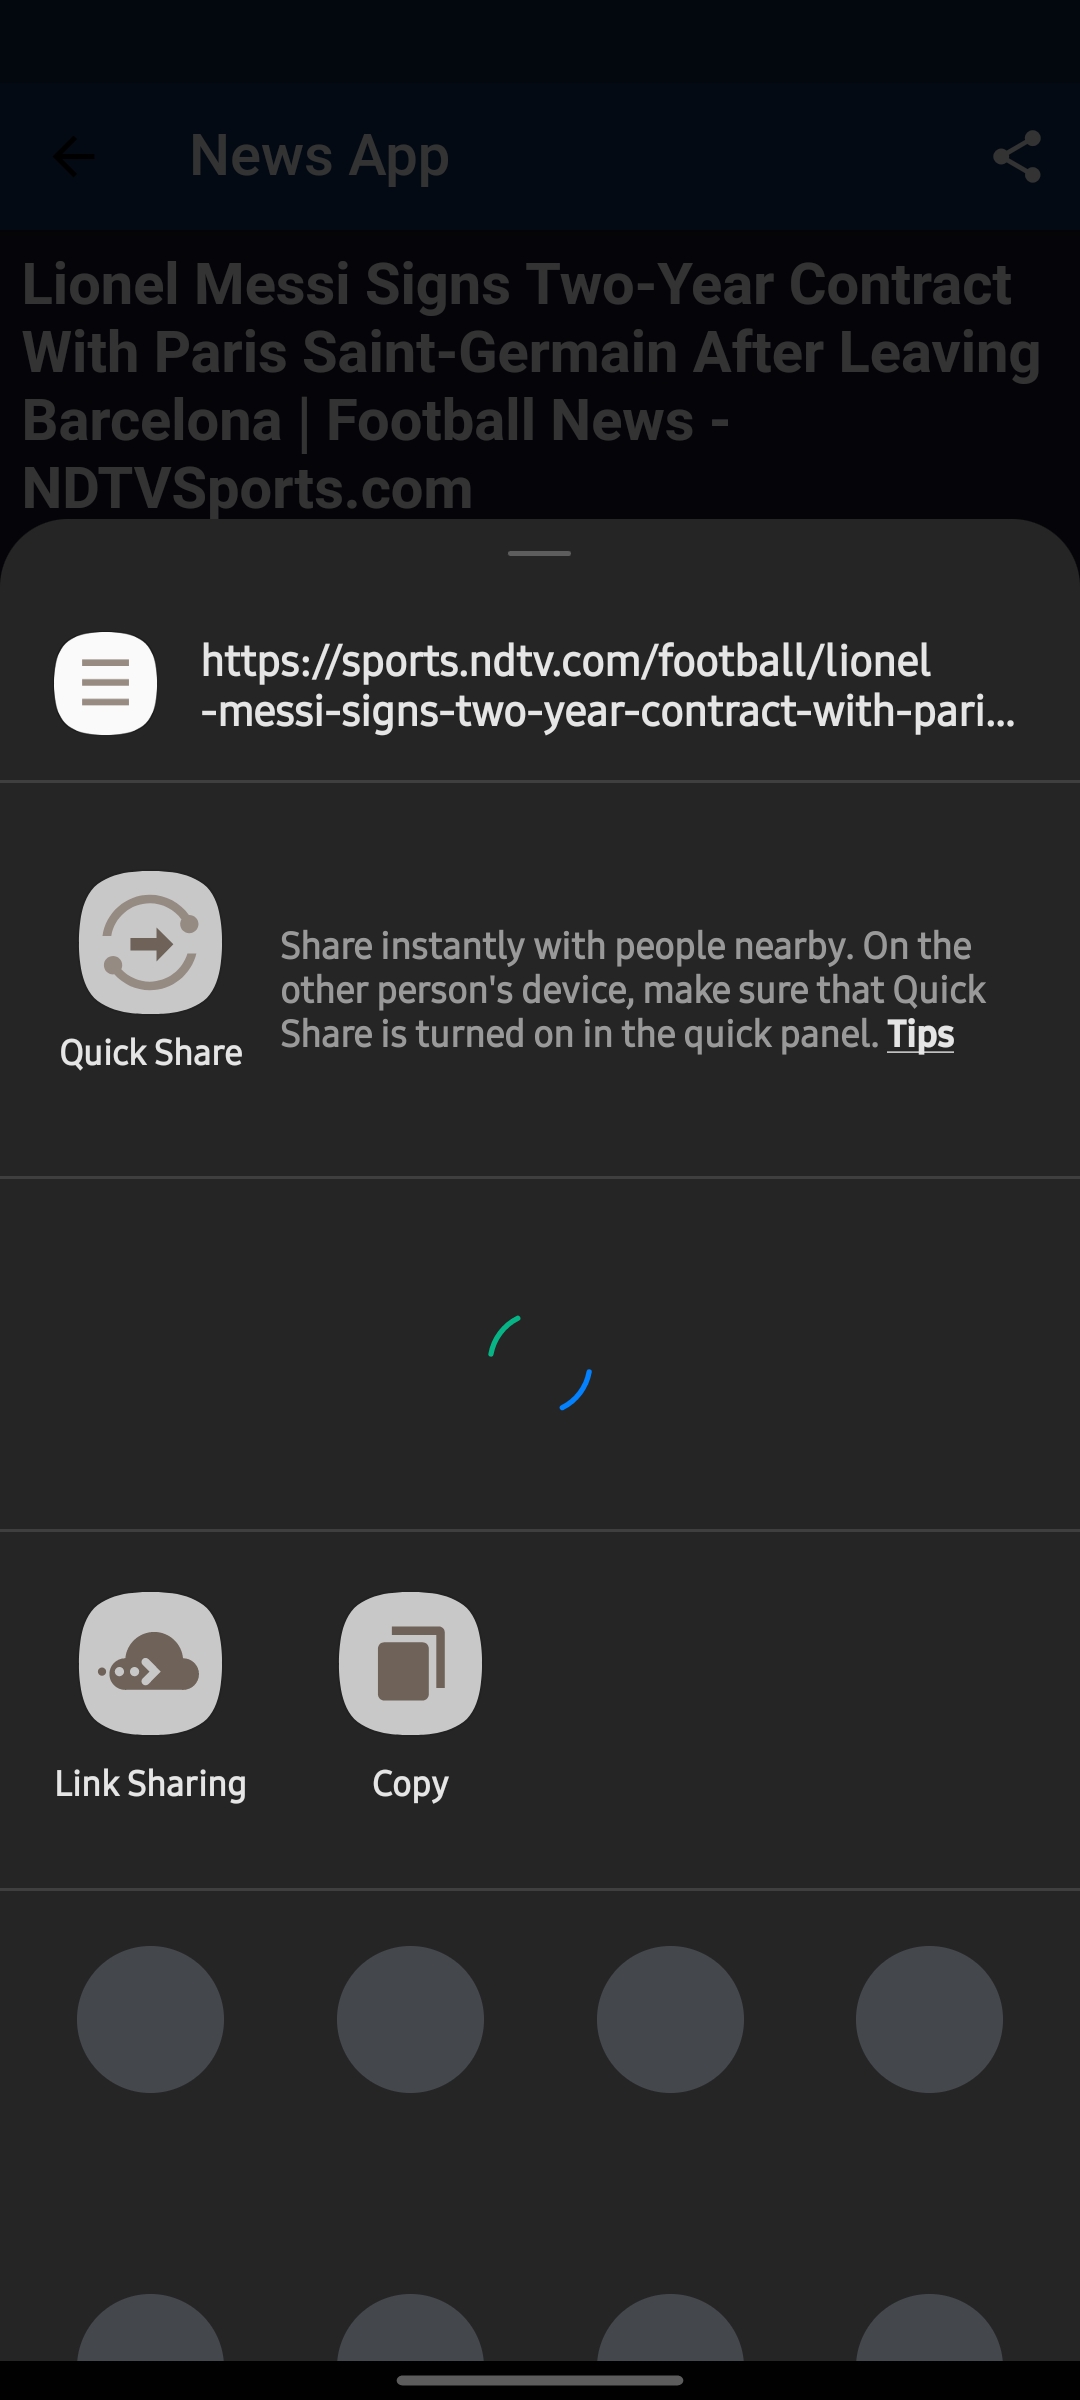 News App
Lionel Messi Signs Two-Year Contract
With Paris Saint-Germain After Leaving
Barcelona | Football News -
NDTVSports.com
https://sports.ndtv.com/football/lionel
-messi-signs-two-year-contract-with-pari...
Share instantly with people nearby. On the
other person's device, make sure that Quick
Share is turned on in the quick panel. Tips
Quick Share
Link Sharing
Copy